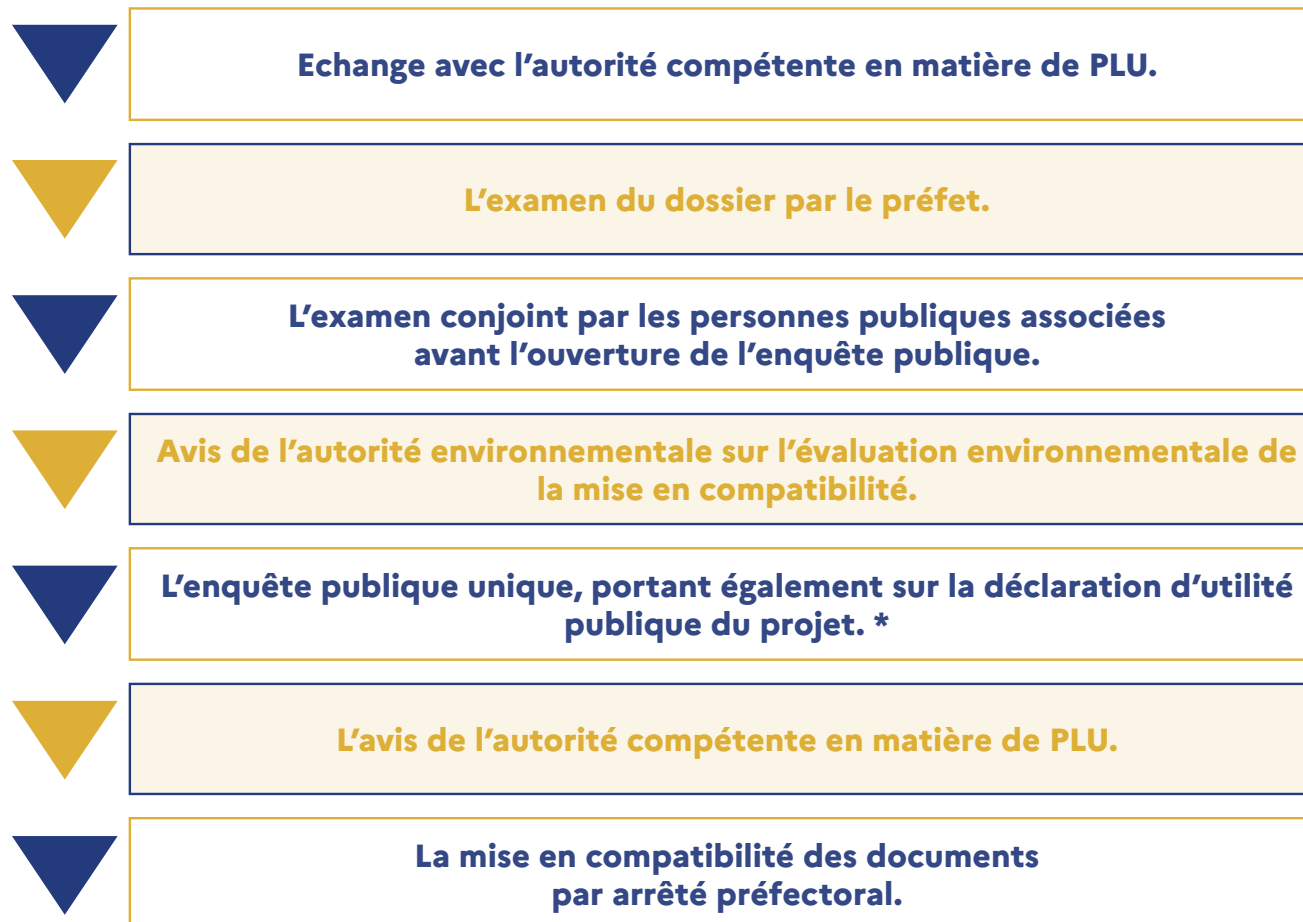 Echange avec l’autorité compétente en matière de PLU.
L’examen du dossier par le préfet.
L’examen conjoint par les personnes publiques associées
avant l’ouverture de l’enquête publique.
Avis de l’autorité environnementale sur l’évaluation environnementale de
la mise en compatibilité.
L’enquête publique unique, portant également sur la déclaration d’utilité
publique du projet. *
L’avis de l’autorité compétente en matière de PLU.
La mise en compatibilité des documents
par arrêté préfectoral.